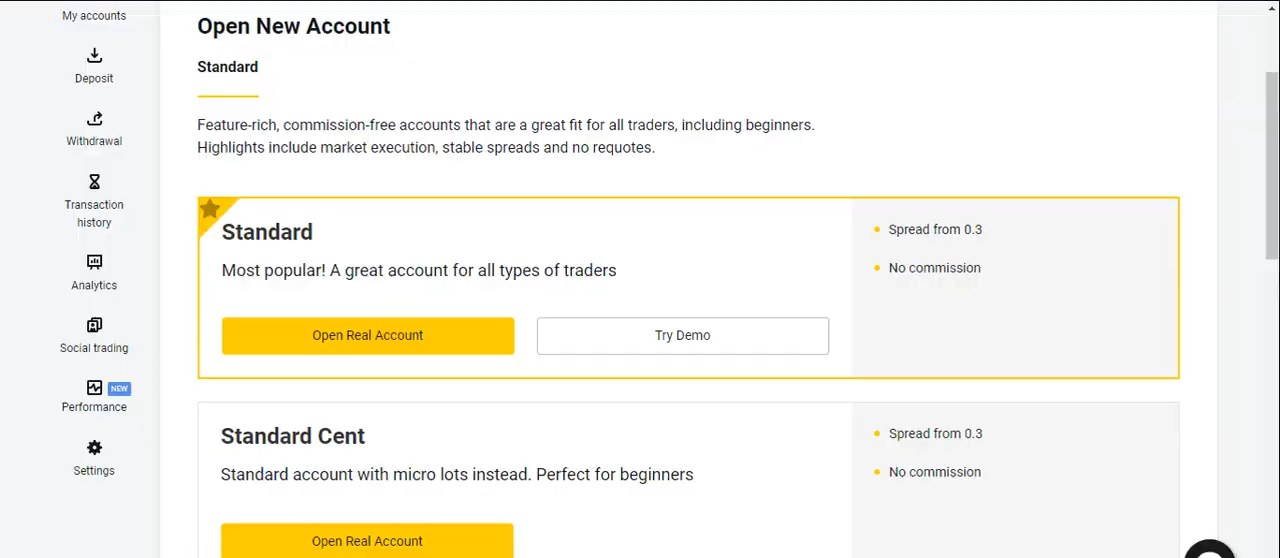 My accounts
Deposit
Withdrawal
Transaction
history
Analytics
Social trading
NEW
Performance
Settings
Open New Account
Standard
Feature-rich, commission-free accounts that are a great fit for all traders, including beginners.
Highlights include market execution, stable spreads and no requotes.
Standard
Most popular! A great account for all types of traders
Open Real Account
Try Demo
Spread from 0.3
No commission
Standard Cent
Standard account with micro lots instead. Perfect for beginners
Open Real Account
Spread from 0.3
No commission